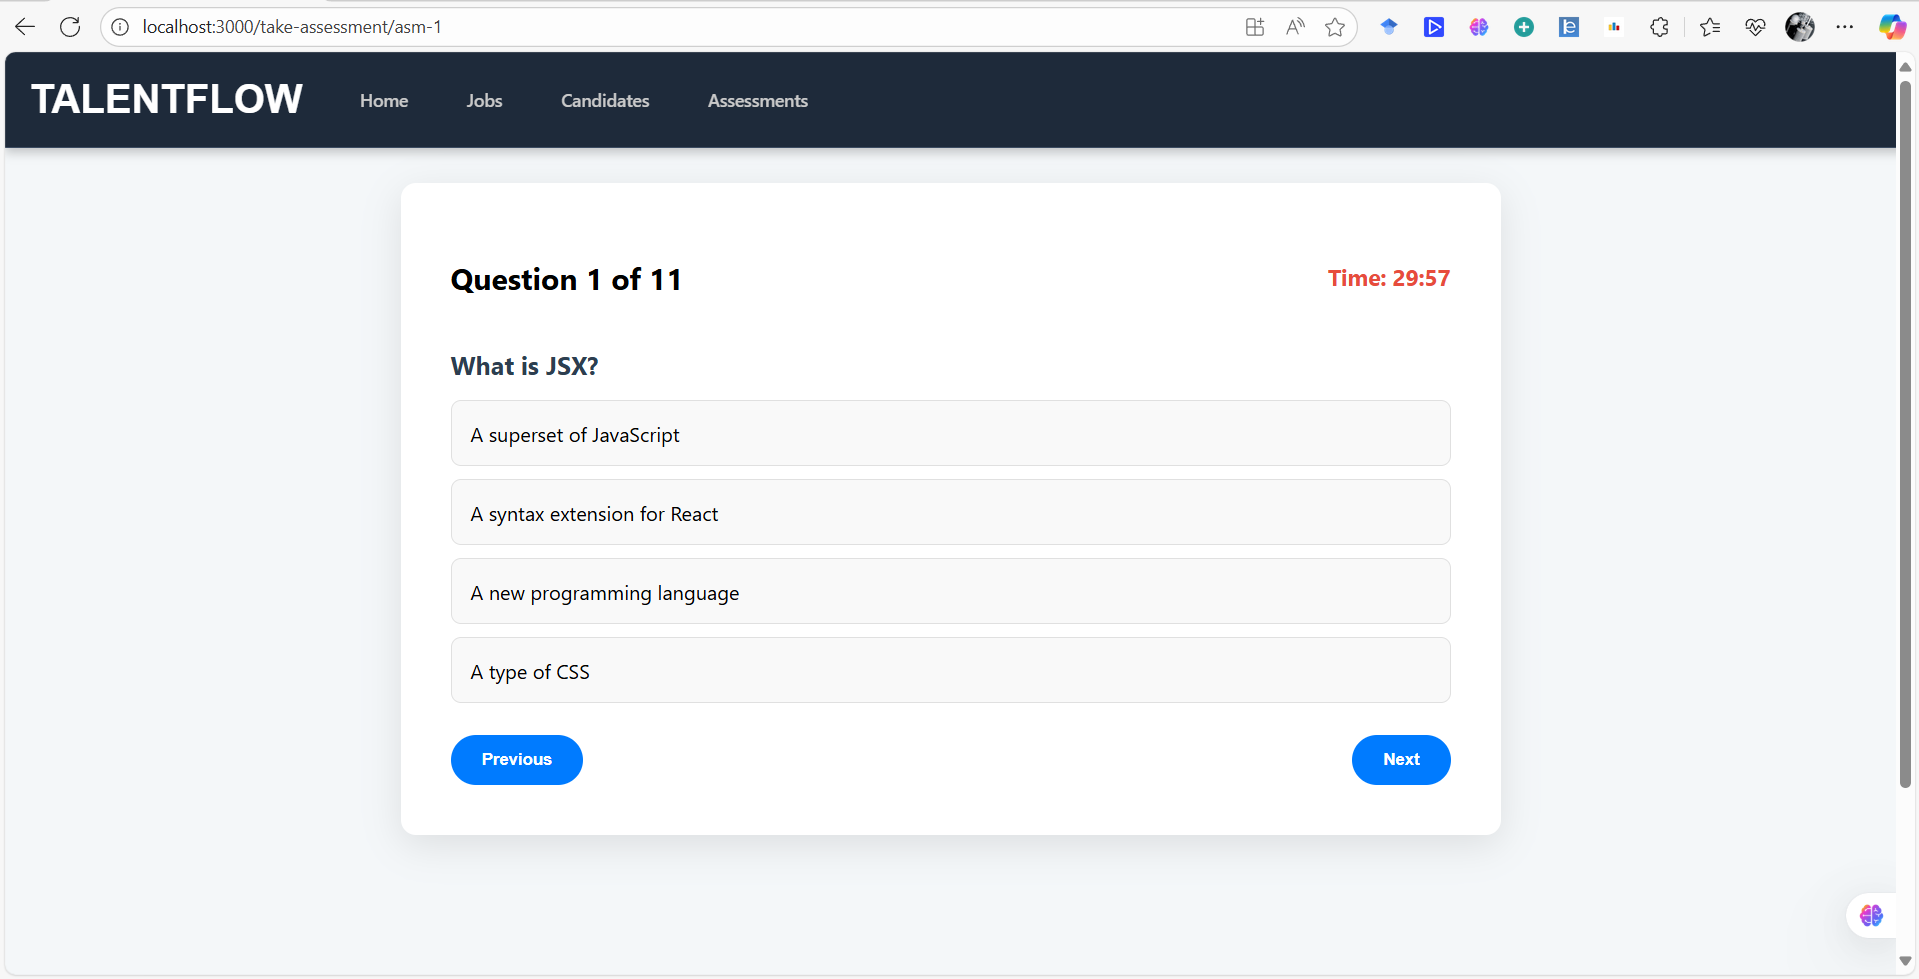 localhost:3000/take-assessment/asm-1
TALENTFLOW Home Jobs Candidates Assessments
Question 1 of 11 Time: 29:57
What is JSX?
A superset of JavaScript
A syntax extension for React
A new programming language
A type of CSS
Previous Next